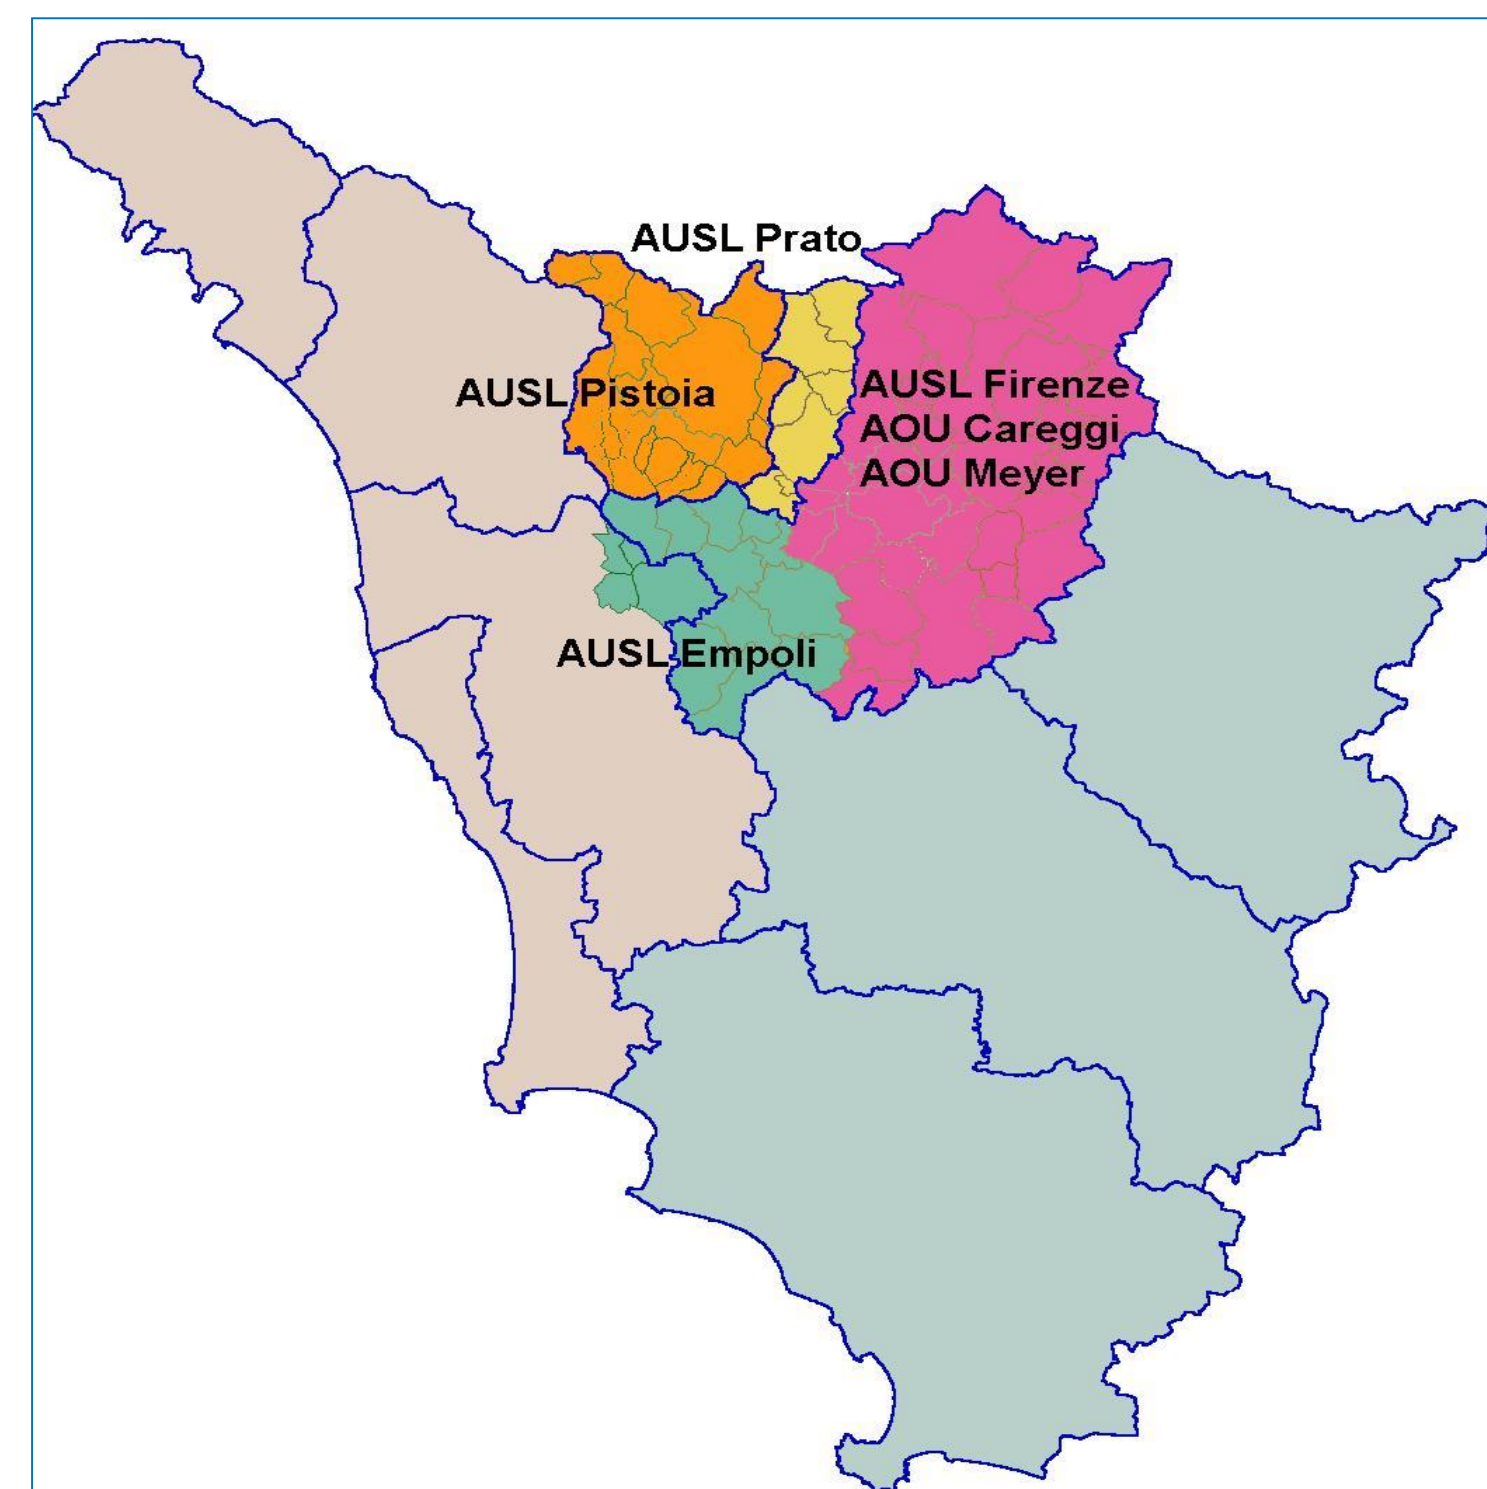 AUSL Prato
AUSL Pistoia
AUSL Firenze
AOU Careggi
AOU Meyer
AUSL Empoli